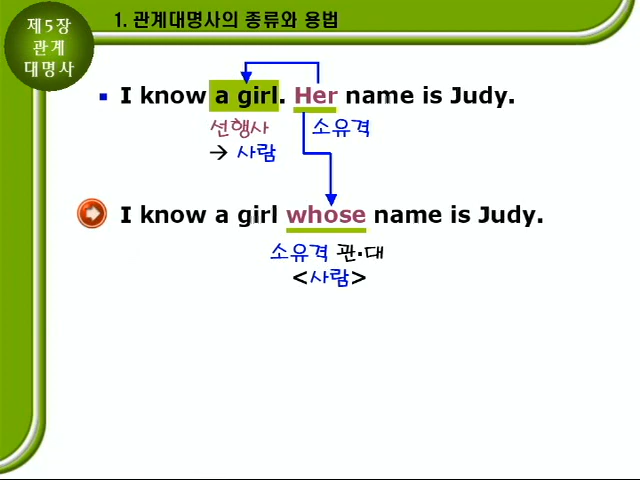 제5장
관계
대명사
1. 관계대명사의 종류와 용법
I know a girl. Her name is Judy.
선행사 소유격
→ 사람
I know a girl whose name is Judy.
소유격 관·대
<사람>